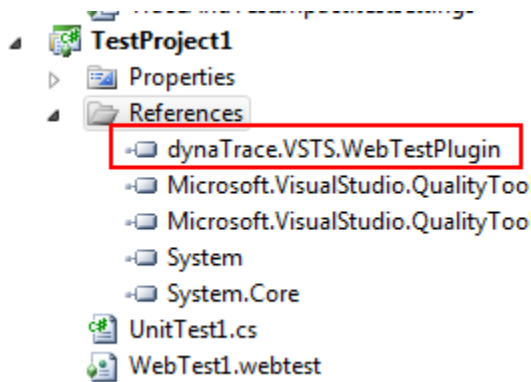 TestProject1
Properties
References
dynaTrace.VSTS.WebTestPlugin
Microsoft.VisualStudio.QualityToo
Microsoft.VisualStudio.QualityToo
System
System.Core
UnitTest1.cs
WebTest1.webtest